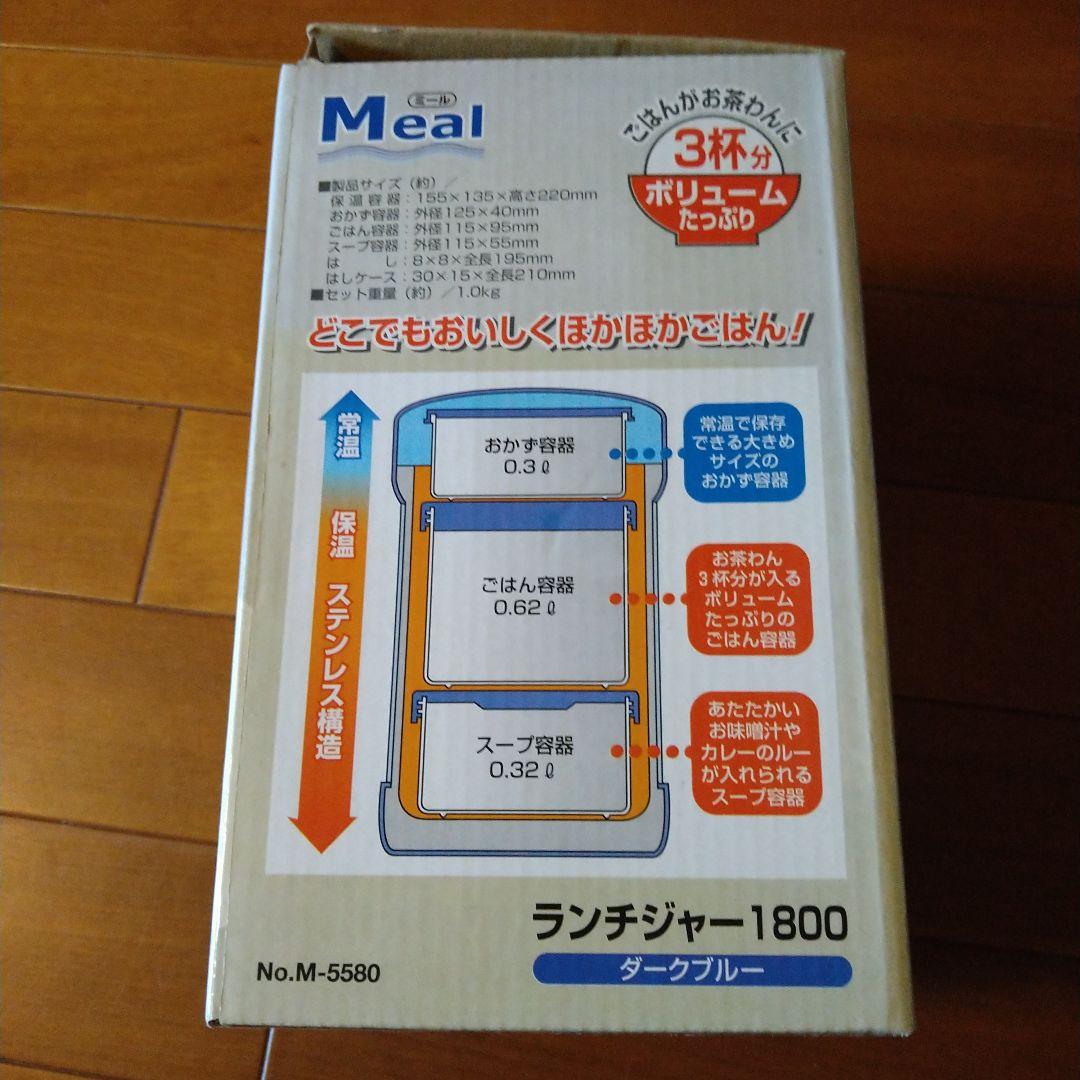 ミール
Meal
ごはんがお茶わんに
3杯分
ボリューム
たっぷり
■製品サイズ（約）／
保温容器：155×135×高さ220mm
おかず容器：外径125×40mm
ごはん容器：外径115×95mm
スープ容器：外径115×55mm
はし：8×8×全長195mm
はしケース：30×15×全長210mm
■セット重量（約）／1.0kg
どこでもおいしくほかほかごはん！
常温
保温 ステンレス構造
おかず容器
0.3ℓ
常温で保存
できる大きめ
サイズの
おかず容器
ごはん容器
0.62ℓ
お茶わん
3杯分が入る
ボリューム
たっぷりの
ごはん容器
スープ容器
0.32ℓ
あたたかい
お味噌汁や
カレーのルー
が入れられる
スープ容器
ランチジャー1800
No.M-5580
ダークブルー